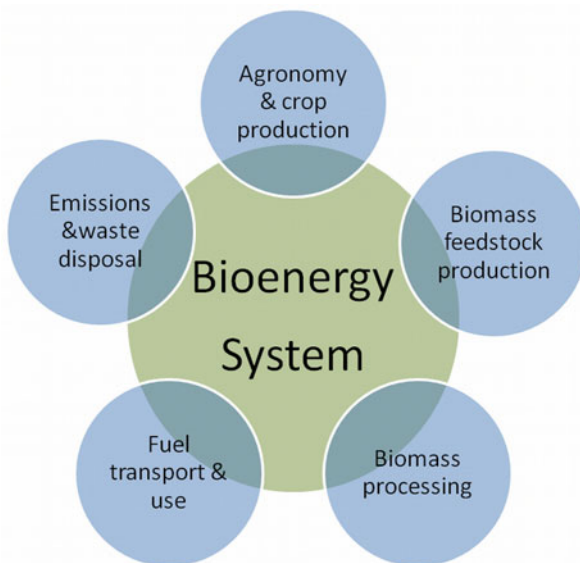 Agronomy
& crop
production
Biomass
feedstock
production
Biomass
processing
Fuel
transport &
use
Emissions
&waste
disposal
Bioenergy
System